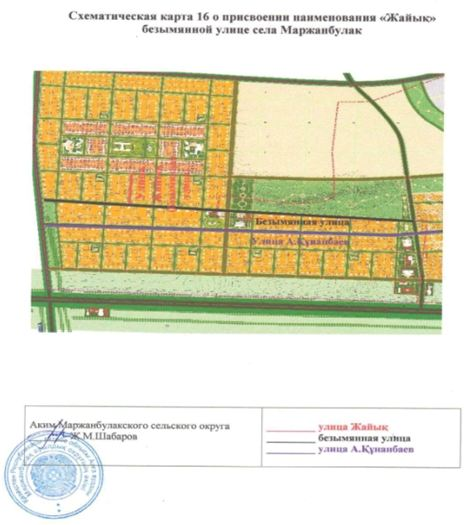 Схематическая карта 16 о присвоении наименования «Жайық»
безымянной улице села Маржанбулак
Безымянная улица
Улица А.Құнанбаев
Аким Маржанбулакского сельского округа
Ж.М.Шабаров
улица Жайық
безымянная улица
улица А.Құнанбаев